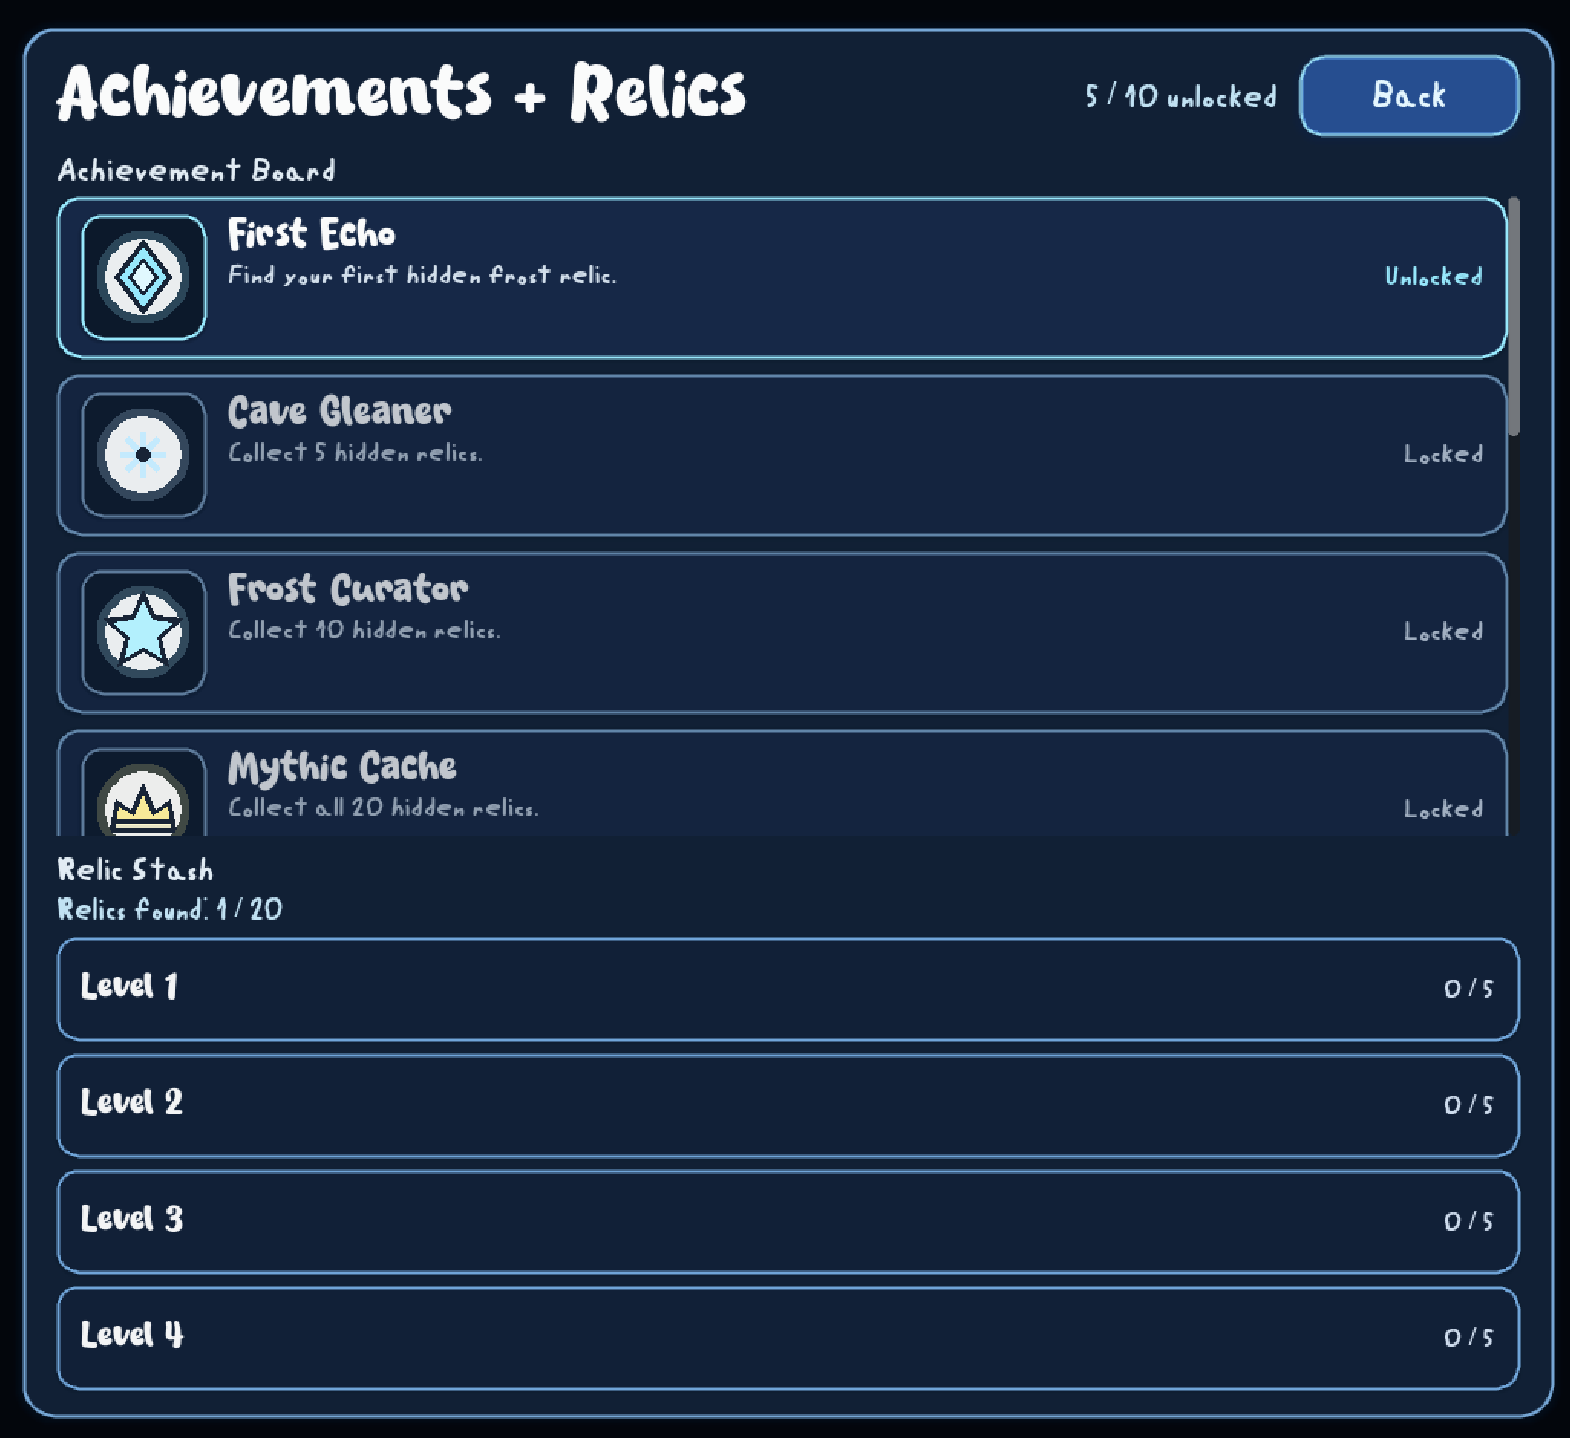 Achievements + Relics
5 / 10 unlocked
Back
Achievement Board
First Echo
Find your first hidden frost relic.
Unlocked
Cave Gleaner
Collect 5 hidden relics.
Locked
Frost Curator
Collect 10 hidden relics.
Locked
Mythic Cache
Collect all 20 hidden relics.
Locked
Relic Stash
Relics found: 1 / 20
Level 1
0 / 5
Level 2
0 / 5
Level 3
0 / 5
Level 4
0 / 5